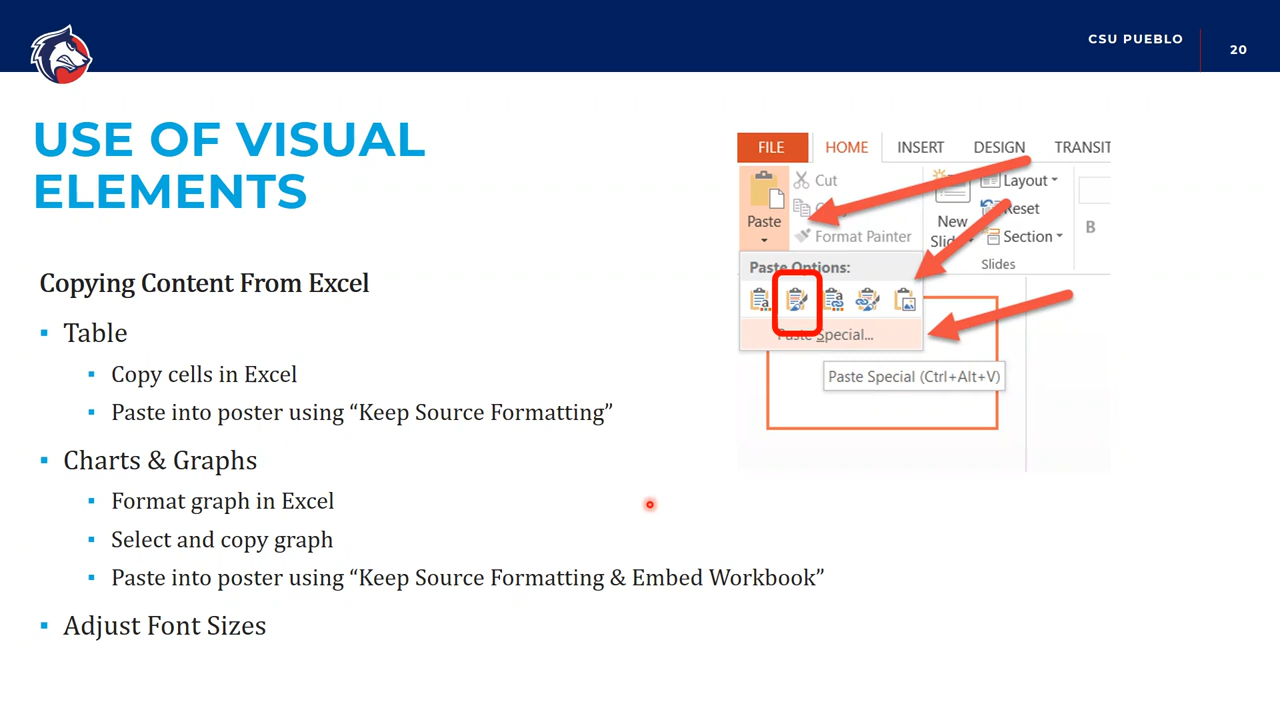 CSU PUEBLO
20
USE OF VISUAL
ELEMENTS
Copying Content From Excel
Table
Copy cells in Excel
Paste into poster using “Keep Source Formatting”
Charts & Graphs
Format graph in Excel
Select and copy graph
Paste into poster using “Keep Source Formatting & Embed Workbook”
Adjust Font Sizes
FILE HOME INSERT DESIGN TRANSIT
Cut
Layout
Reset
Paste
New
Format Painter
Section
B
Slides
Paste Options:
Paste Special...
Paste Special (Ctrl+Alt+V)